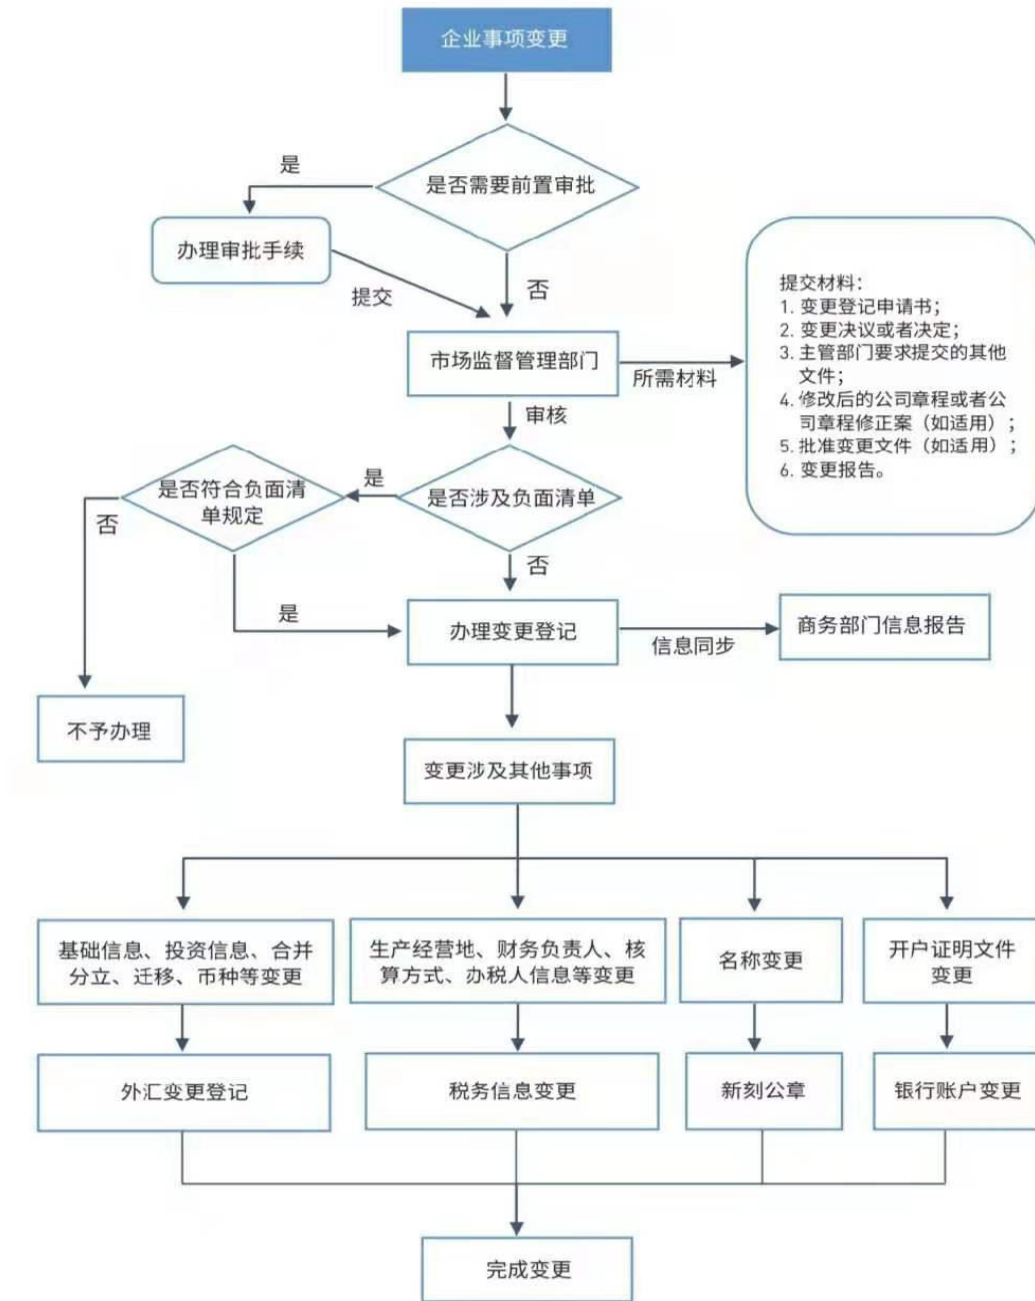 企业事项变更
是
是否需要前置审批
办理审批手续
提交
否
提交材料：
1. 变更登记申请书；
2. 变更决议或者决定；
3. 主管部门要求提交的其他
文件；
4. 修改后的公司章程或者公
司章程修正案（如适用）；
5. 批准变更文件（如适用）；
6. 变更报告。
市场监督管理部门
所需材料
审核
是否符合负面清
单规定
是
是否涉及负面清单
否
否
是
办理变更登记
信息同步
商务部门信息报告
不予办理
变更涉及其他事项
基础信息、投资信息、合并
分立、迁移、币种等变更
生产经营地、财务负责人、核
算方式、办税人信息等变更
名称变更
开户证明文件
变更
外汇变更登记
税务信息变更
新刻公章
银行账户变更
完成变更